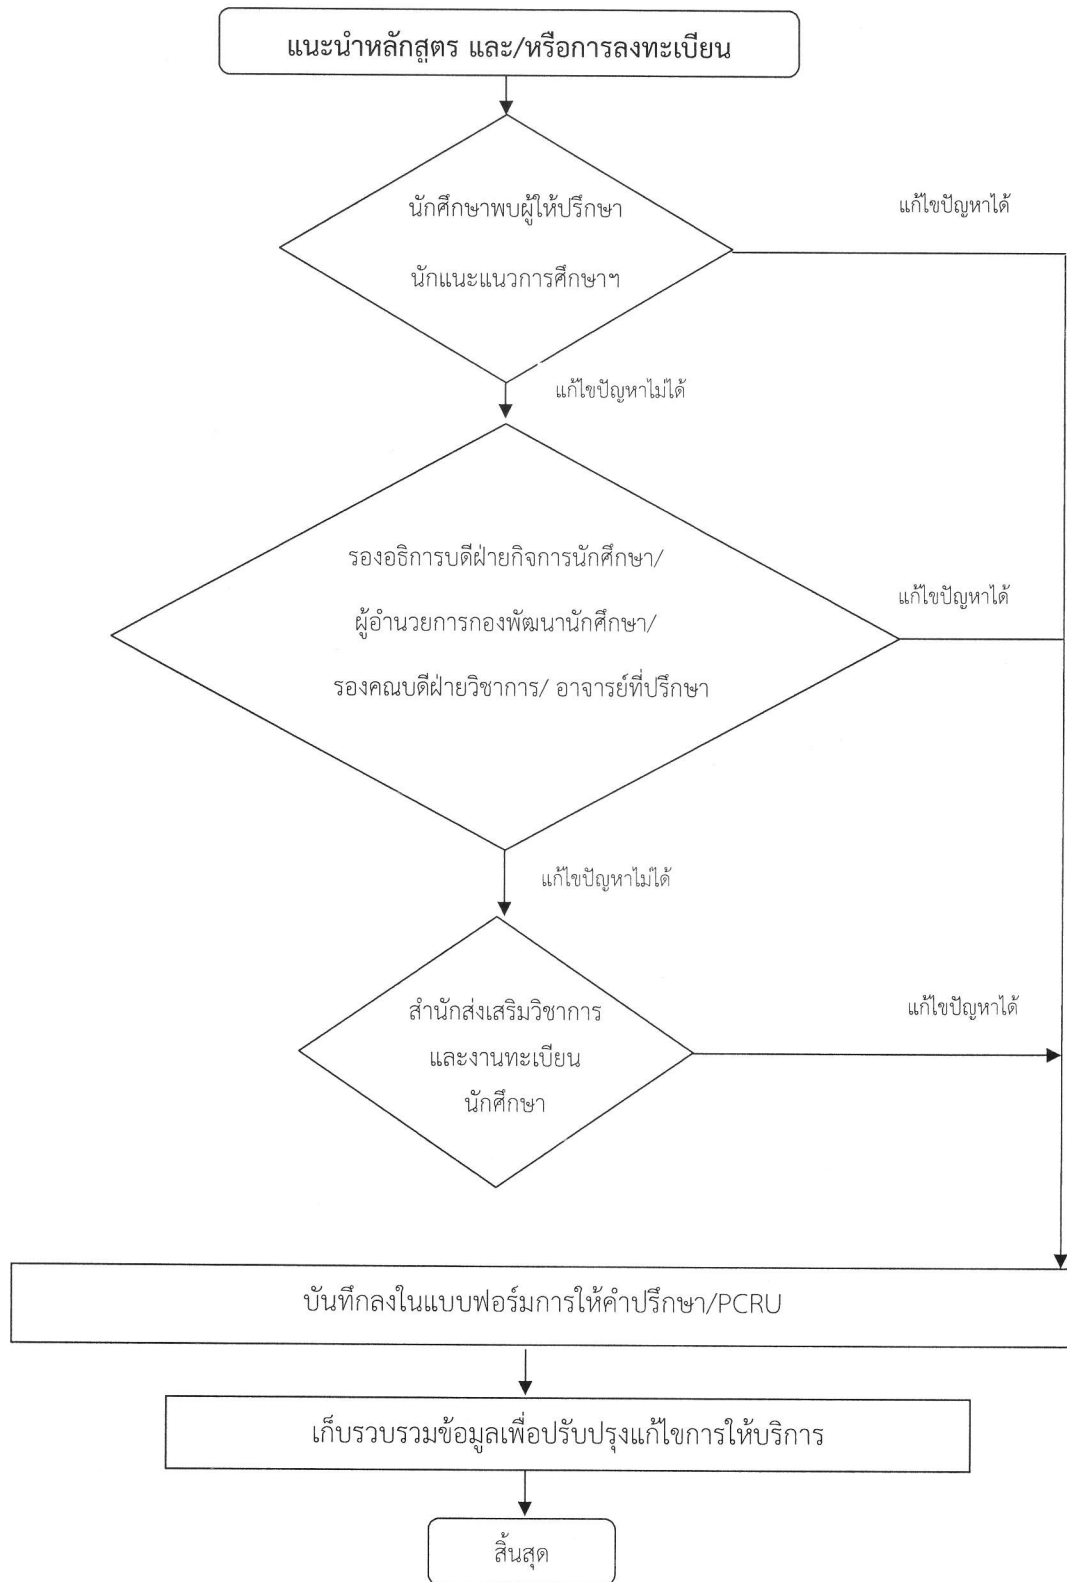 แนะนำหลักสูตร และ/หรือการลงทะเบียน
นักศึกษาพบผู้ให้ปรึกษา
แก้ไขปัญหาได้
นักแนะแนวการศึกษาฯ
แก้ไขปัญหาไม่ได้
รองอธิการบดีฝ่ายกิจการนักศึกษา/
แก้ไขปัญหาได้
ผู้อำนวยการกองพัฒนานักศึกษา/
รองคณบดีฝ่ายวิชาการ/ อาจารย์ที่ปรึกษา
แก้ไขปัญหาไม่ได้
สำนักส่งเสริมวิชาการ
แก้ไขปัญหาได้
และงานทะเบียน
นักศึกษา
บันทึกลงในแบบฟอร์มการให้คำปรึกษา/PCRU
เก็บรวบรวมข้อมูลเพื่อปรับปรุงแก้ไขการให้บริการ
สิ้นสุด